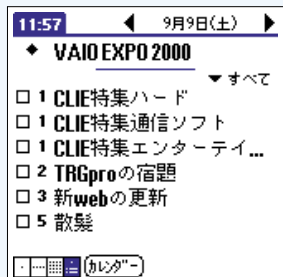 11:57 9月9日(土)
◆ VAIO EXPO 2000
▼すべて
1 CLIE特集ハード
1 CLIE特集通信ソフト
1 CLIE特集エンターテイ...
2 TRGproの宿題
3 新webの更新
5 散髪
カレンダー